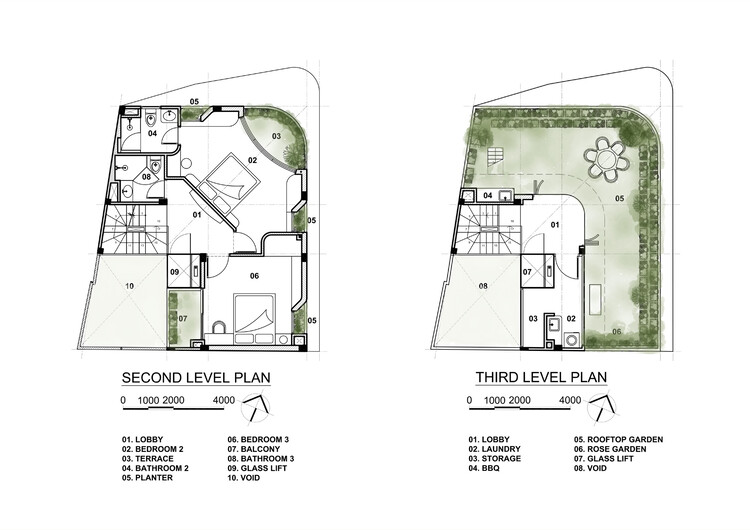 05
04
03
02
08
01
05
09
06
10
07
05
SECOND LEVEL PLAN
0 1000 2000 4000
01. LOBBY
02. BEDROOM 2
03. TERRACE
04. BATHROOM 2
05. PLANTER
06. BEDROOM 3
07. BALCONY
08. BATHROOM 3
09. GLASS LIFT
10. VOID
05
04
01
07
08
03
02
06
THIRD LEVEL PLAN
0 1000 2000 4000
01. LOBBY
02. LAUNDRY
03. STORAGE
04. BBQ
05. ROOFTOP GARDEN
06. ROSE GARDEN
07. GLASS LIFT
08. VOID